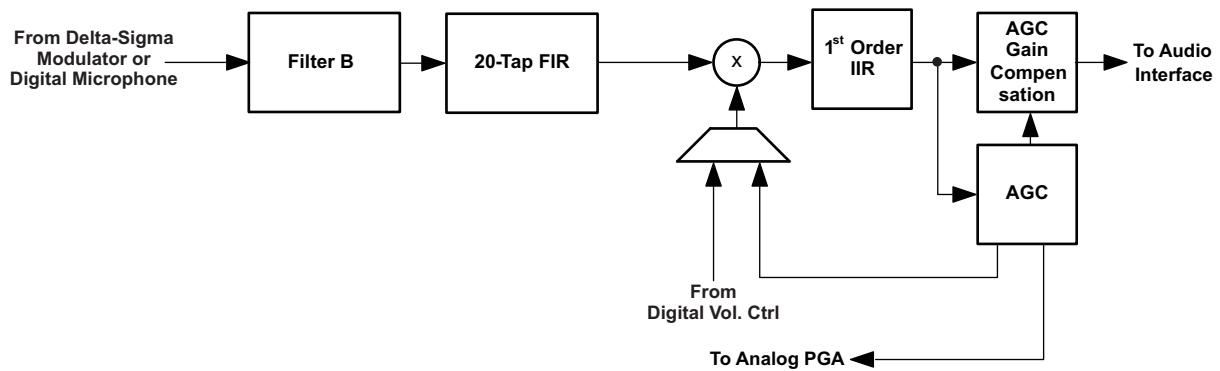 From Delta-Sigma
Modulator or
Digital Microphone
Filter B
20-Tap FIR
x
1st Order
IIR
AGC
Gain
Compen
sation
To Audio
Interface
AGC
From
Digital Vol. Ctrl
To Analog PGA